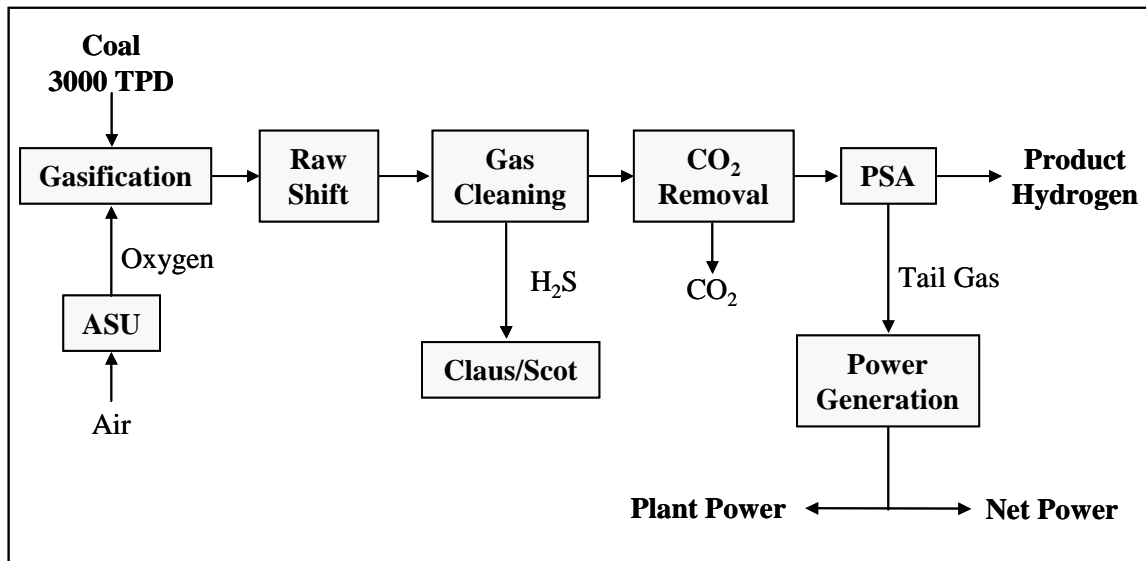 Coal
3000 TPD
Gasification
Raw
Shift
Gas
Cleaning
CO₂
Removal
PSA
Product
Hydrogen
Oxygen
H₂S
CO₂
Tail Gas
ASU
Claus/Scot
Power
Generation
Air
Plant Power
Net Power